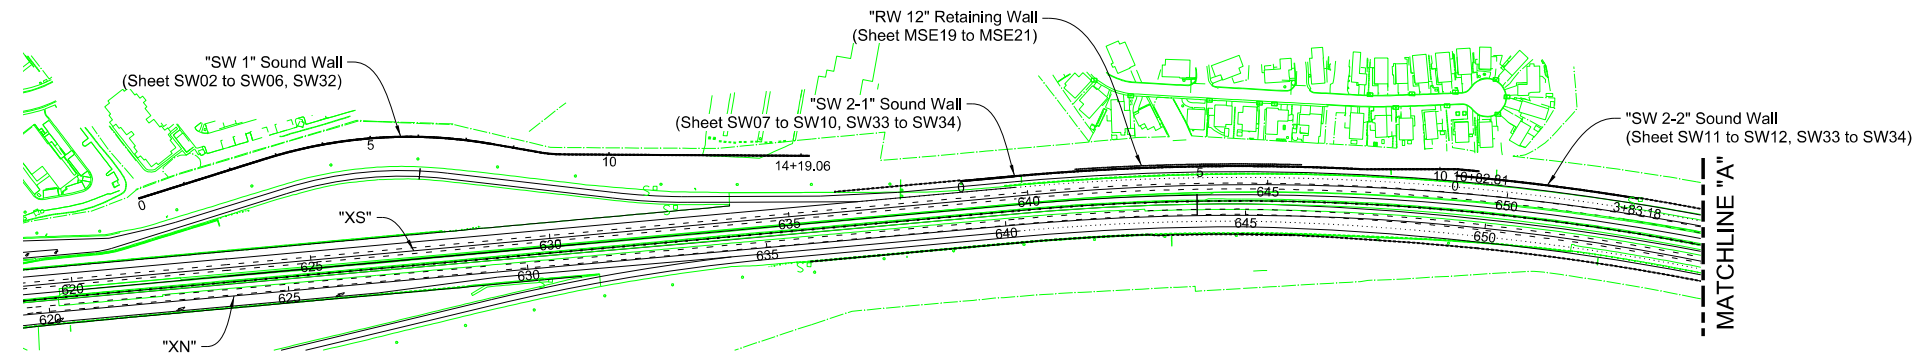 "RW 12" Retaining Wall
(Sheet MSE19 to MSE21)
"SW 1" Sound Wall
(Sheet SW02 to SW06, SW32)
"SW 2-1" Sound Wall
(Sheet SW07 to SW10, SW33 to SW34)
"SW 2-2" Sound Wall
(Sheet SW11 to SW12, SW33 to SW34)
0
5
10
14+19.06
0
5
10
10+82.81
0
3+83.18
"XS"
620
625
630
635
640
645
650
620
625
630
635
640
645
650
"XN"
MATCHLINE "A"